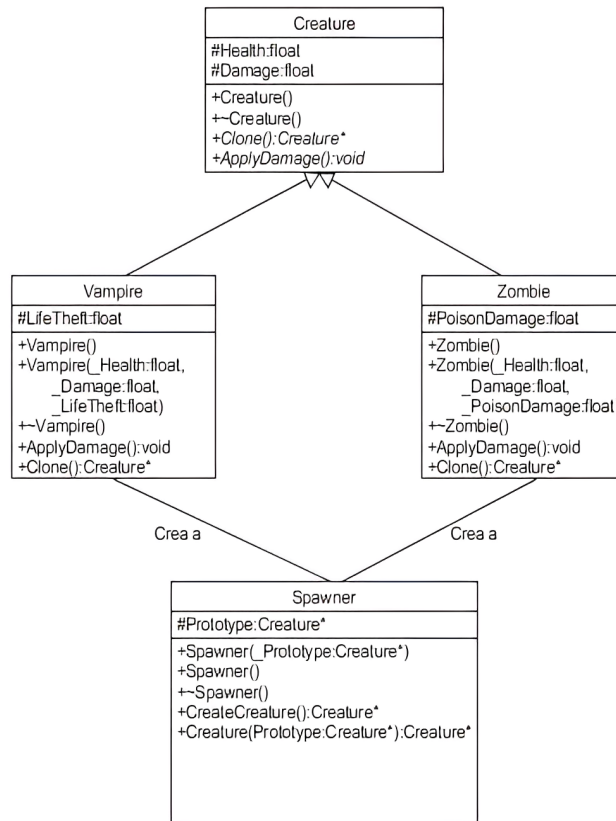 Creature
#Health:float
#Damage:float
+Creature()
+~Creature()
+Clone():Creature*
+ApplyDamage():void
Vampire
#LifeTheft:float
+Vampire()
+Vampire(_Health:float,
_Damage:float,
_LifeTheft:float)
+~Vampire()
+ApplyDamage():void
+Clone():Creature*
Zombie
#PoisonDamage:float
+Zombie()
+Zombie(_Health:float,
_Damage:float,
_PoisonDamage:float
+~Zombie()
+ApplyDamage():void
+Clone():Creature*
Crea a
Crea a
Spawner
#Prototype:Creature*
+Spawner(_Prototype:Creature*)
+Spawner()
+~Spawner()
+CreateCreature():Creature*
+Creature(Prototype:Creature*):Creature*